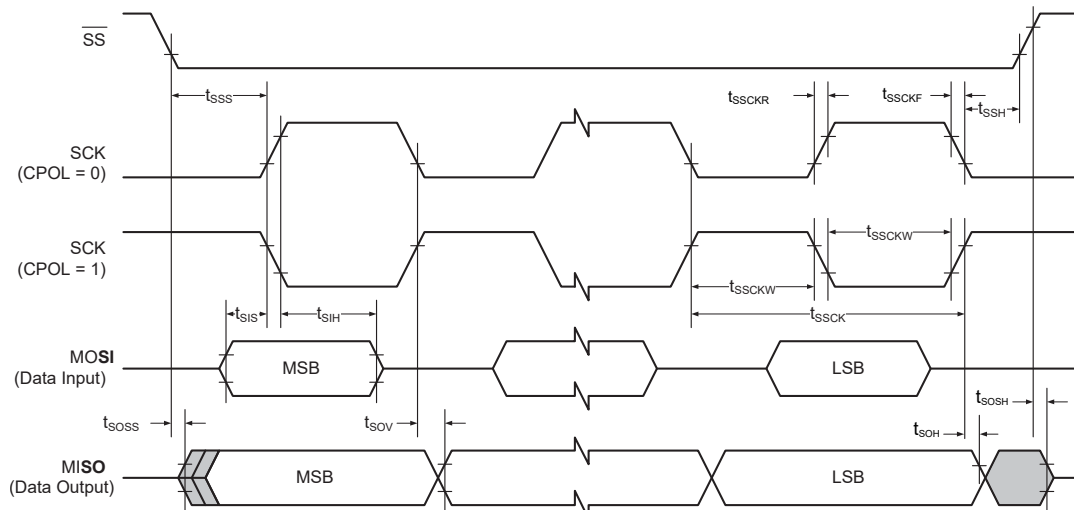 SS
tSSS
tSSCKR
tSSCKF
tSSH
SCK
(CPOL = 0)
SCK
(CPOL = 1)
tSSCKW
tSSCKW
tSSCK
tSIS
tSIH
MOSI
(Data Input)
MSB
LSB
tSOSS
tSOV
tSOH
tSOSH
MISO
(Data Output)
MSB
LSB